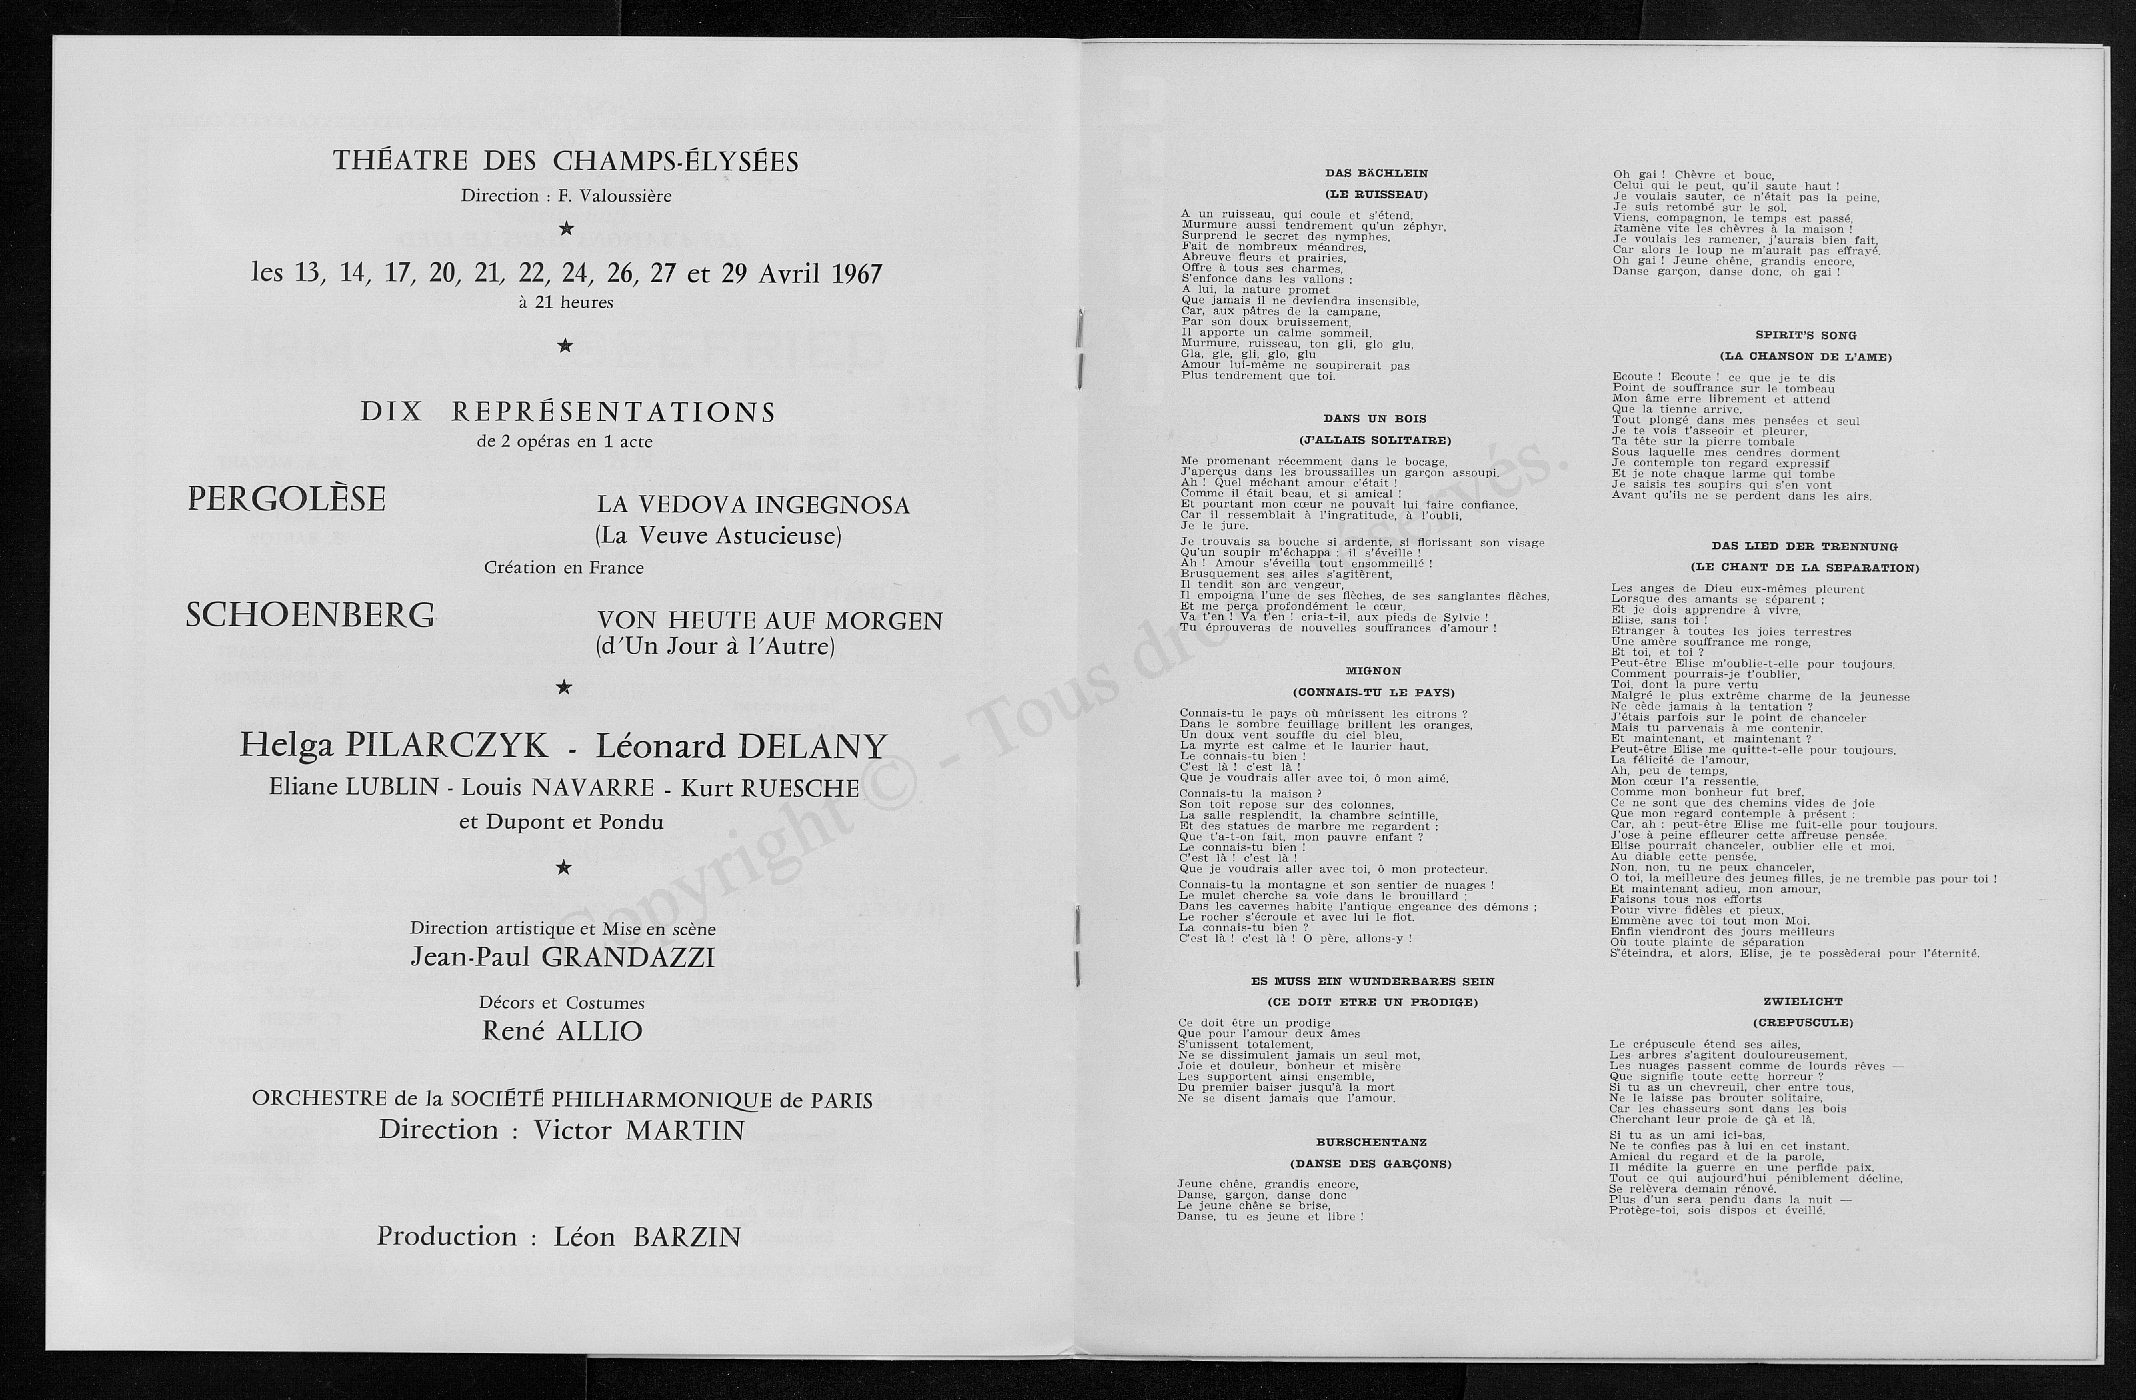 THÉATRE DES CHAMPS-ÉLYSÉES
Direction : F. Valoussière
★
les 13, 14, 17, 20, 21, 22, 24, 26, 27 et 29 Avril 1967
à 21 heures
★
DIX REPRÉSENTATIONS
de 2 opéras en 1 acte
PERGOLÈSE LA VEDOVA INGEGNOSA
(La Veuve Astucieuse)
Création en France
SCHOENBERG VON HEUTE AUF MORGEN
(d'Un Jour à l'Autre)
★
Helga PILARCZYK - Léonard DELANY
Eliane LUBLIN - Louis NAVARRE - Kurt RUESCHE
et Dupont et Pondu
★
Direction artistique et Mise en scène
Jean-Paul GRANDAZZI
Décors et Costumes
René ALLIO
ORCHESTRE de la SOCIÉTÉ PHILHARMONIQUE de PARIS
Direction : Victor MARTIN
Production : Léon BARZIN
DAS BÄCHLEIN
(LE RUISSEAU)
A un ruisseau, qui coule et s'étend,
Murmure aussi tendrement qu'un zéphyr,
Surprend le secret des nymphes,
Fait de nombreux méandres,
Abreuve fleurs et prairies,
Offre à tous ses charmes,
S'enfonce dans les vallons :
A lui, la nature promet
Que jamais il ne deviendra insensible,
Car, aux pâtres de la campane,
Par son doux bruissement,
Il apporte un calme sommeil.
Murmure, ruisseau, ton gli, glo glu,
Gla, gle, gli, glo, glu
Amour lui-même ne soupirerait pas
Plus tendrement que toi.
DANS UN BOIS
(J'ALLAIS SOLITAIRE)
Me promenant récemment dans le bocage,
J'aperçus dans les broussailles un garçon assoupi.
Ah ! Quel méchant amour c'était !
Comme il était beau, et si amical !
Et pourtant mon cœur ne pouvait lui faire confiance,
Car il ressemblait à l'ingratitude, à l'oubli,
Je le jure.
Je trouvais sa bouche si ardente, si florissant son visage
Qu'un soupir m'échappa : il s'éveille !
Ah ! Amour s'éveilla tout ensommeillé !
Brusquement ses ailes s'agitèrent,
Il tendit son arc vengeur,
Il empoigna l'une de ses flèches, de ses sanglantes flèches,
Et me perça profondément le cœur.
Va t'en ! Va t'en ! cria-t-il, aux pieds de Sylvie !
Tu éprouveras de nouvelles souffrances d'amour !
MIGNON
(CONNAIS-TU LE PAYS)
Connais-tu le pays où mûrissent les citrons ?
Dans le sombre feuillage brillent les oranges,
Un doux vent souffle du ciel bleu,
La myrte est calme et le laurier haut.
Le connais-tu bien !
C'est là ! c'est là !
Que je voudrais aller avec toi, ô mon aimé.
Connais-tu la maison ?
Son toit repose sur des colonnes,
La salle resplendit, la chambre scintille,
Et des statues de marbre me regardent :
Que t'a-t-on fait, mon pauvre enfant ?
Le connais-tu bien !
C'est là ! c'est là !
Que je voudrais aller avec toi, ô mon protecteur.
Connais-tu la montagne et son sentier de nuages !
Le mulet cherche sa voie dans le brouillard ;
Dans les cavernes habite l'antique engeance des démons ;
Le rocher s'écroule et avec lui le flot.
La connais-tu bien ?
C'est là ! c'est là ! O père, allons-y !
ES MUSS EIN WUNDERBARES SEIN
(CE DOIT ETRE UN PRODIGE)
Ce doit être un prodige
Que pour l'amour deux âmes
S'unissent totalement,
Ne se dissimulent jamais un seul mot,
Joie et douleur, bonheur et misère
Les supportent ainsi ensemble,
Du premier baiser jusqu'à la mort
Ne se disent jamais que l'amour.
BURSCHENTANZ
(DANSE DES GARÇONS)
Jeune chêne, grandis encore,
Danse, garçon, danse donc
Le jeune chêne se brise,
Danse, tu es jeune et libre !
Oh gai ! Chèvre et bouc,
Celui qui le peut, qu'il saute haut !
Je voulais sauter, ce n'était pas la peine,
Je suis retombé sur le sol.
Viens, compagnon, le temps est passé,
Ramène vite les chèvres à la maison !
Je voulais les ramener, j'aurais bien fait,
Car alors le loup ne m'aurait pas effrayé.
Oh gai ! Jeune chêne, grandis encore,
Danse garçon, danse donc, oh gai !
SPIRIT'S SONG
(LA CHANSON DE L'AME)
Ecoute ! Ecoute ! ce que je te dis
Point de souffrance sur le tombeau
Mon âme erre librement et attend
Que la tienne arrive.
Tout plongé dans mes pensées et seul
Je te vois t'asseoir et pleurer,
Ta tête sur la pierre tombale
Sous laquelle mes cendres dorment
Je contemple ton regard expressif
Et je note chaque larme qui tombe
Je saisis tes soupirs qui s'en vont
Avant qu'ils ne se perdent dans les airs.
DAS LIED DER TRENNUNG
(LE CHANT DE LA SEPARATION)
Les anges de Dieu eux-mêmes pleurent
Lorsque des amants se séparent ;
Et je dois apprendre à vivre,
Elise, sans toi !
Etranger à toutes les joies terrestres
Une amère souffrance me ronge,
Et toi, et toi ?
Peut-être Elise m'oublie-t-elle pour toujours.
Comment pourrais-je t'oublier,
Toi, dont la pure vertu
Malgré le plus extrême charme de la jeunesse
Ne cède jamais à la tentation ?
J'étais parfois sur le point de chanceler
Mais tu parvenais à me contenir.
Et maintenant, et maintenant ?
Peut-être Elise me quitte-t-elle pour toujours.
La félicité de l'amour,
Ah, peu de temps,
Mon cœur l'a ressentie,
Comme mon bonheur fut bref.
Ce ne sont que des chemins vides de joie
Que mon regard contemple à présent :
Car, ah : peut-être Elise me fuit-elle pour toujours.
J'ose à peine effleurer cette affreuse pensée.
Elise pourrait chanceler, oublier elle et moi.
Au diable cette pensée.
Non, non, tu ne peux chanceler,
O toi, la meilleure des jeunes filles, je ne tremble pas pour toi !
Et maintenant adieu, mon amour,
Faisons tous nos efforts
Pour vivre fidèles et pieux,
Emmène avec toi tout mon Moi.
Enfin viendront des jours meilleurs
Où toute plainte de séparation
S'éteindra, et alors, Elise, je te possèderai pour l'éternité.
ZWIELICHT
(CREPUSCULE)
Le crépuscule étend ses ailes,
Les arbres s'agitent douloureusement,
Les nuages passent comme de lourds rêves —
Que signifie toute cette horreur ?
Si tu as un chevreuil, cher entre tous,
Ne le laisse pas brouter solitaire,
Car les chasseurs sont dans les bois
Cherchant leur proie de çà et là.
Si tu as un ami ici-bas,
Ne te confies pas à lui en cet instant.
Amical du regard et de la parole,
Il médite la guerre en une perfide paix.
Tout ce qui aujourd'hui péniblement décline,
Se relèvera demain rénové.
Plus d'un sera pendu dans la nuit —
Protège-toi, sois dispos et éveillé.
Copyright © - Tous droits réservés.